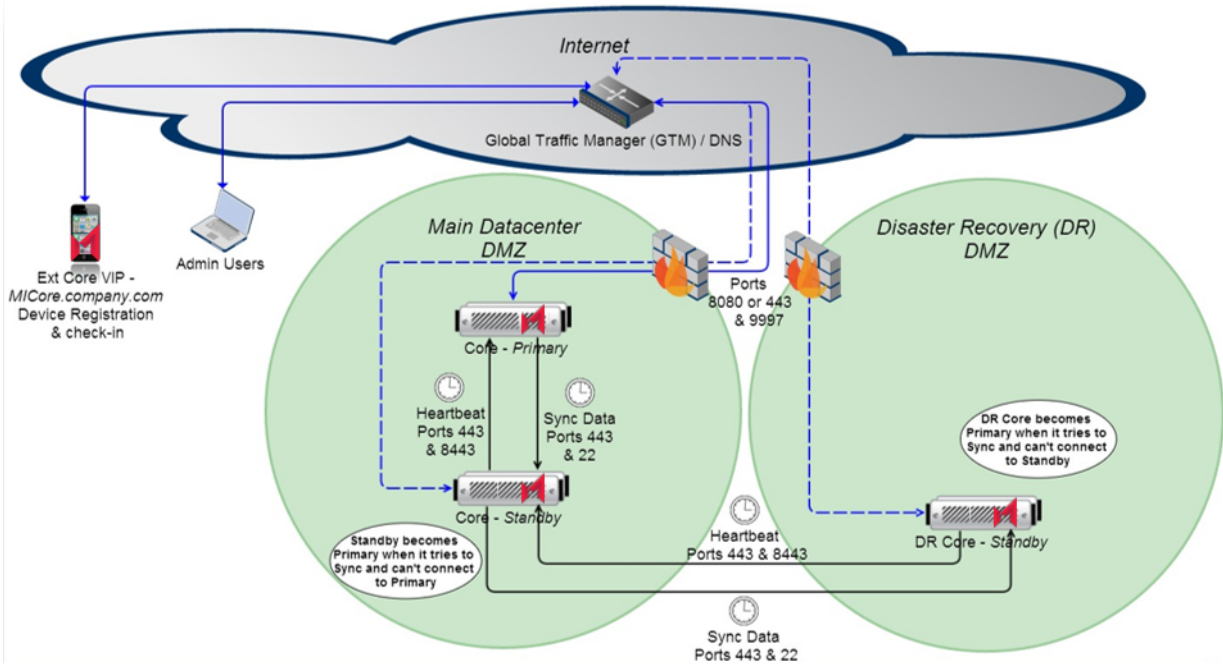 Internet
Global Traffic Manager (GTM) / DNS
Ext Core VIP -
MICore.company.com
Device Registration
& check-in
Admin Users
Main Datacenter
DMZ
Disaster Recovery (DR)
DMZ
Ports
8080 or 443
& 9997
Core - Primary
Heartbeat
Ports 443
& 8443
Sync Data
Ports 443
& 22
Core - Standby
Standby becomes
Primary when it tries to
Sync and can't connect
to Primary
DR Core becomes
Primary when it tries to
Sync and can't connect
to Standby
DR Core - Standby
Heartbeat
Ports 443 & 8443
Sync Data
Ports 443 & 22